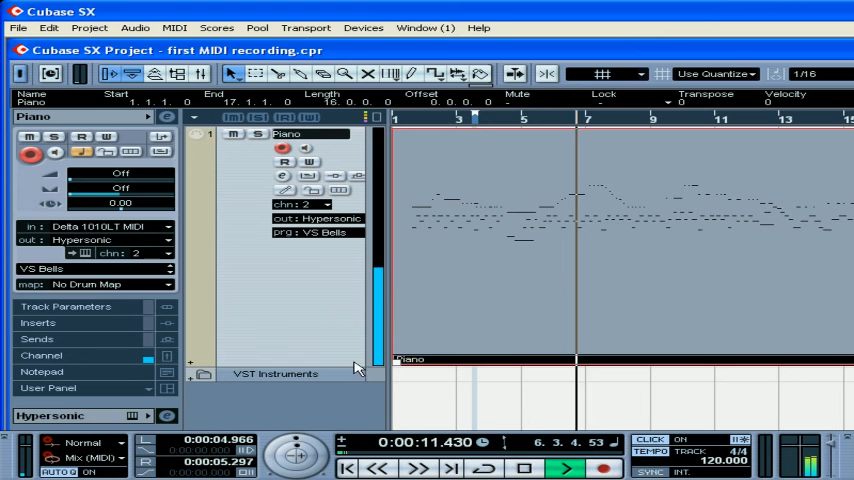 Cubase SX
File Edit Project Audio MIDI Scores Pool Transport Devices Window (1) Help
Cubase SX Project - first MIDI recording.cpr
Use Quantize 1/16
Name Start End Length Offset Mute Lock Transpose Velocity
Piano 1. 1. 1. 0 17. 1. 1. 0 16. 0. 0. 0 0. 0. 0. 0 - - 0 0
Piano
1 3 5 7 9 11 13 15
1 M S Piano
M S R W
R W
Off
Off
0.00
chn: 2
out: Hypersonic
prg: VS Bells
in: Delta 1010LT MIDI
out: Hypersonic
chn: 2
VS Bells
map: No Drum Map
Track Parameters
Inserts
Sends
Channel
Notepad
User Panel
Piano
VST Instruments
Hypersonic
Normal
Mix (MIDI)
AUTO Q ON
L 0:00:04.966
R 0:00:05.297
0:00:11.430 6. 3. 4. 53
CLICK ON
TEMPO TRACK 4/4
120.000
SYNC INT.